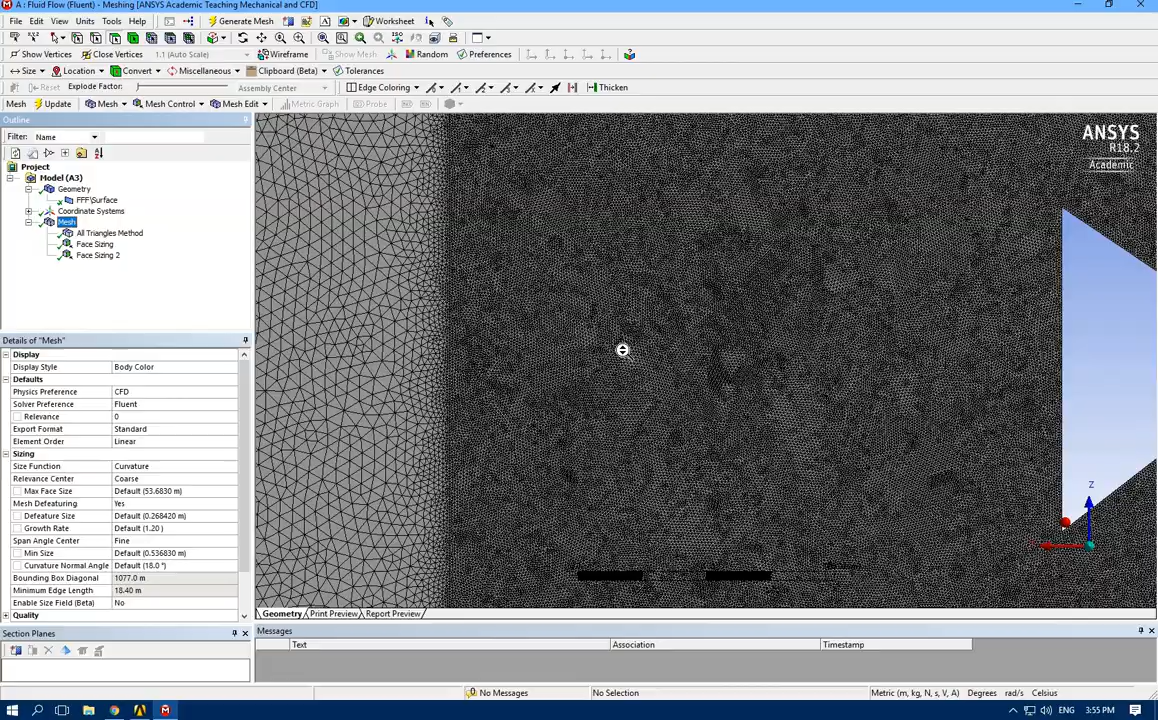 A : Fluid Flow (Fluent) - Meshing [ANSYS Academic Teaching Mechanical and CFD]
File Edit View Units Tools Help Generate Mesh Worksheet
Show Vertices Close Vertices 1.1 (Auto Scale) Wireframe Show Mesh Random Preferences
Size Location Convert Miscellaneous Clipboard (Beta) Tolerances
Reset Explode Factor: Assembly Center Edge Coloring Thicken
Mesh Update Mesh Mesh Control Mesh Edit Metric Graph Probe
Outline
Filter: Name
Project
Model (A3)
Geometry
FFF\Surface
Coordinate Systems
Mesh
All Triangles Method
Face Sizing
Face Sizing 2
Details of "Mesh"
Display
Display Style Body Color
Defaults
Physics Preference CFD
Solver Preference Fluent
Relevance 0
Export Format Standard
Element Order Linear
Sizing
Size Function Curvature
Relevance Center Coarse
Max Face Size Default (53.6830 m)
Mesh Defeaturing Yes
Defeature Size Default (0.268420 m)
Growth Rate Default (1.20 )
Span Angle Center Fine
Min Size Default (0.536830 m)
Curvature Normal Angle Default (18.0 °)
Bounding Box Diagonal 1077.0 m
Minimum Edge Length 18.40 m
Enable Size Field (Beta) No
Quality
Section Planes
ANSYS
R18.2
Academic
Z
Geometry Print Preview Report Preview
Messages
Text Association Timestamp
No Messages No Selection Metric (m, kg, N, s, V, A) Degrees rad/s Celsius
ENG 3:55 PM